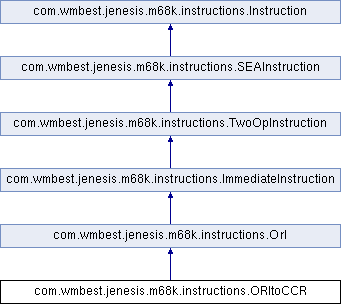 com.wmbest.jenesis.m68k.instructions.Instruction
com.wmbest.jenesis.m68k.instructions.SEAInstruction
com.wmbest.jenesis.m68k.instructions.TwoOpInstruction
com.wmbest.jenesis.m68k.instructions.ImmediateInstruction
com.wmbest.jenesis.m68k.instructions.OrI
com.wmbest.jenesis.m68k.instructions.ORItoCCR